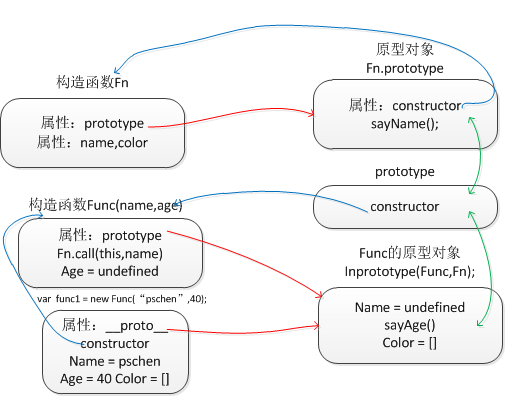 构造函数Fn
属性：prototype
属性：name,color
原型对象
Fn.prototype
属性：constructor
sayName();
prototype
constructor
构造函数Func(name,age)
属性：prototype
Fn.call(this,name)
Age = undefined
var func1 = new Func(“pschen”,40);
属性：__proto__
constructor
Name = pschen
Age = 40 Color = []
Func的原型对象
Inprototype(Func,Fn);
Name = undefined
sayAge()
Color = []